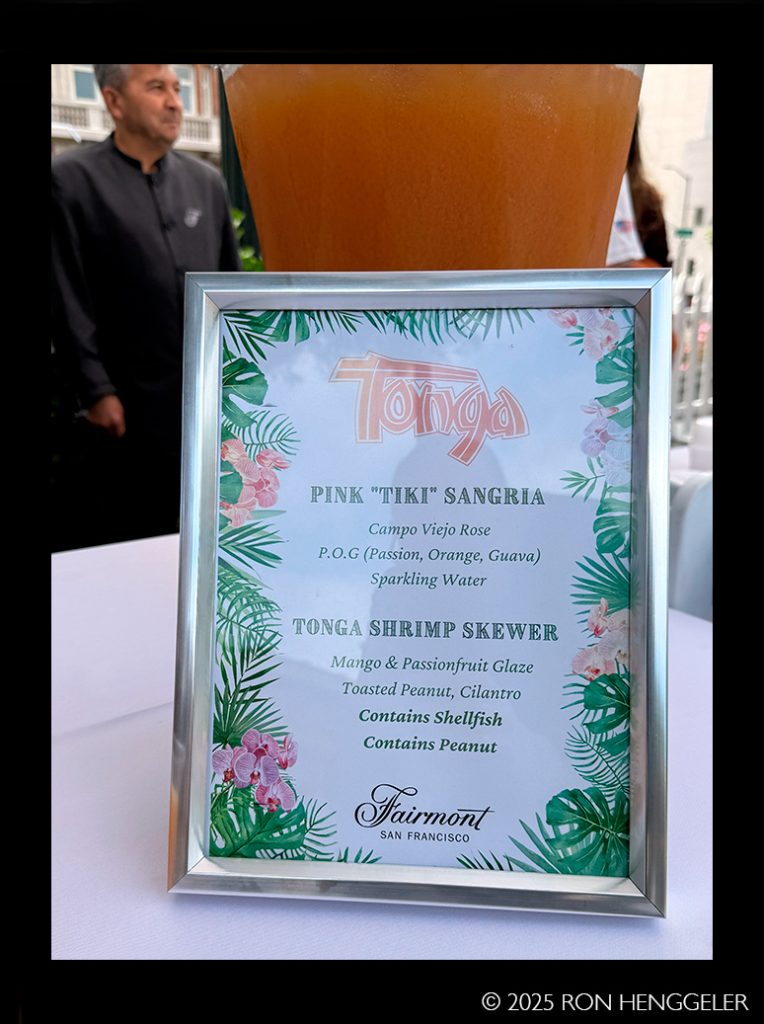 Tonga
PINK "TIKI" SANGRIA
Campo Viejo Rose
P.O.G (Passion, Orange, Guava)
Sparkling Water
TONGA SHRIMP SKEWER
Mango & Passionfruit Glaze
Toasted Peanut, Cilantro
Contains Shellfish
Contains Peanut
Fairmont
SAN FRANCISCO
© 2025 RON HENGGELER